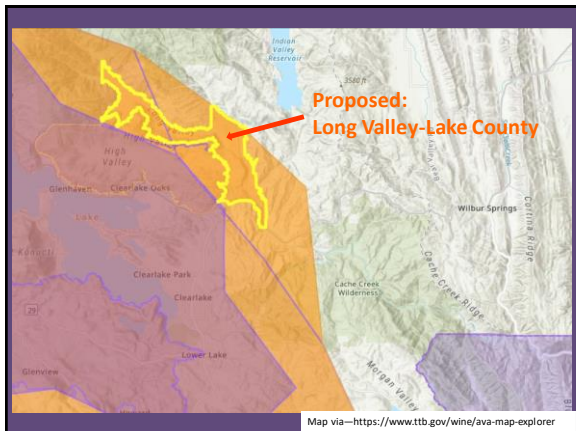 Indian
Valley
Reservoir
3580 ft
Proposed:
Long Valley-Lake County
High
Valley
Glenhaven
Clearlake Oaks
Lake
Wilbur Springs
Cortina Ridge
Konocti
Clearlake Park
Cache Creek
Wilderness
Cache Creek Ridge
29
Clearlake
Lower Lake
Glenview
Morgan Valley
Map via—https://www.ttb.gov/wine/ava-map-explorer